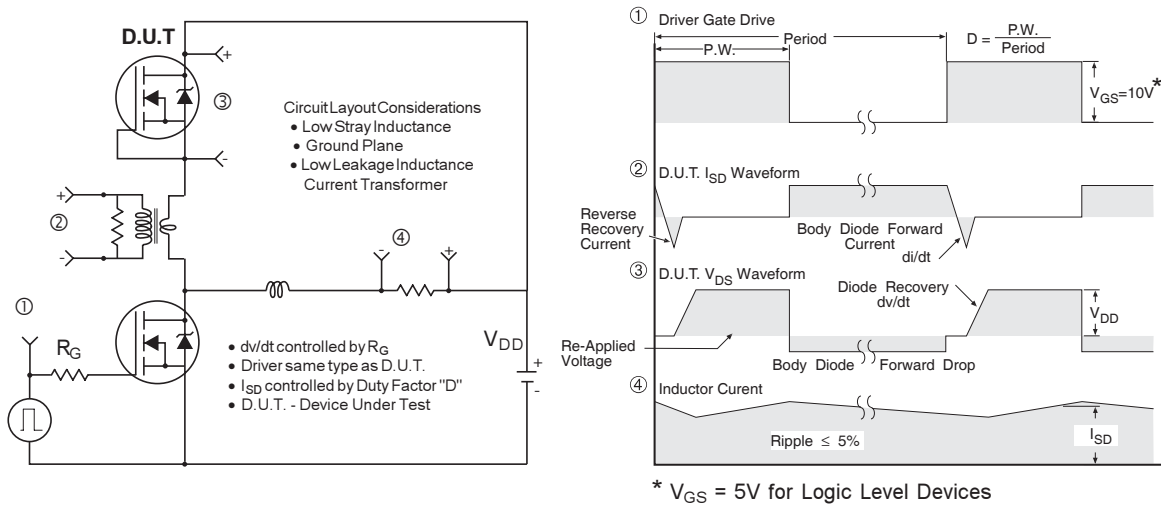 D.U.T
+
③
-
Circuit Layout Considerations
• Low Stray Inductance
• Ground Plane
• Low Leakage Inductance
Current Transformer
+
②
-
④
-
+
①
RG
• dv/dt controlled by RG
• Driver same type as D.U.T.
• ISD controlled by Duty Factor "D"
• D.U.T. - Device Under Test
VDD
+
-
① Driver Gate Drive
P.W.
Period
D = P.W. / Period
VGS=10V*
② D.U.T. ISD Waveform
Reverse
Recovery
Current
Body Diode Forward
Current
di/dt
③ D.U.T. VDS Waveform
Diode Recovery
dv/dt
VDD
Re-Applied
Voltage
Body Diode Forward Drop
④ Inductor Curent
Ripple ≤ 5%
ISD
* VGS = 5V for Logic Level Devices